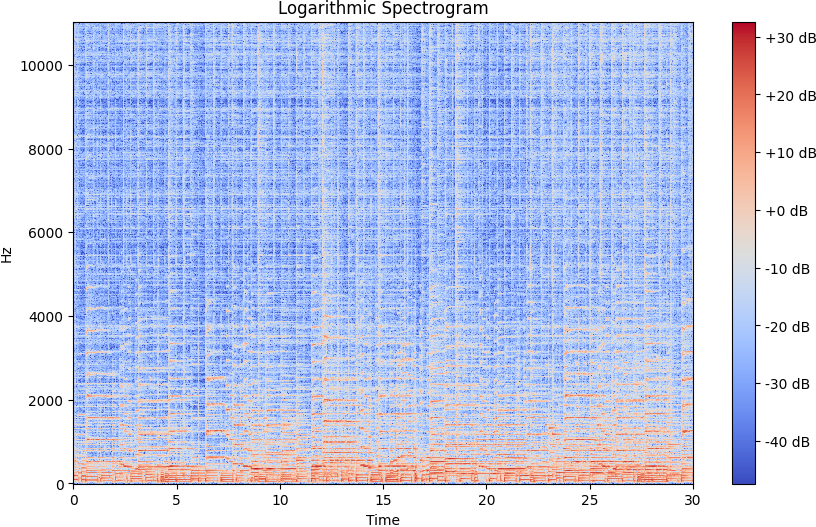 Logarithmic Spectrogram
Hz
10000
8000
6000
4000
2000
0
0 5 10 15 20 25 30
Time
+30 dB
+20 dB
+10 dB
+0 dB
-10 dB
-20 dB
-30 dB
-40 dB